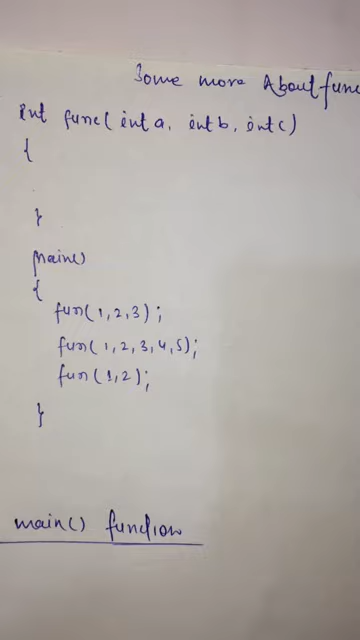 Some more About func
int func( int a, int b, int c)
{
}
main()
{
fun( 1, 2, 3 );
fun( 1, 2, 3, 4, 5);
fun( 1, 2);
}
main() function